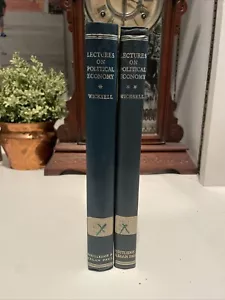 LECTURES
ON
POLITICAL
ECONOMY
*
WICKSELL
LECTURES
ON
POLITICAL
ECONOMY
* *
WICKSELL